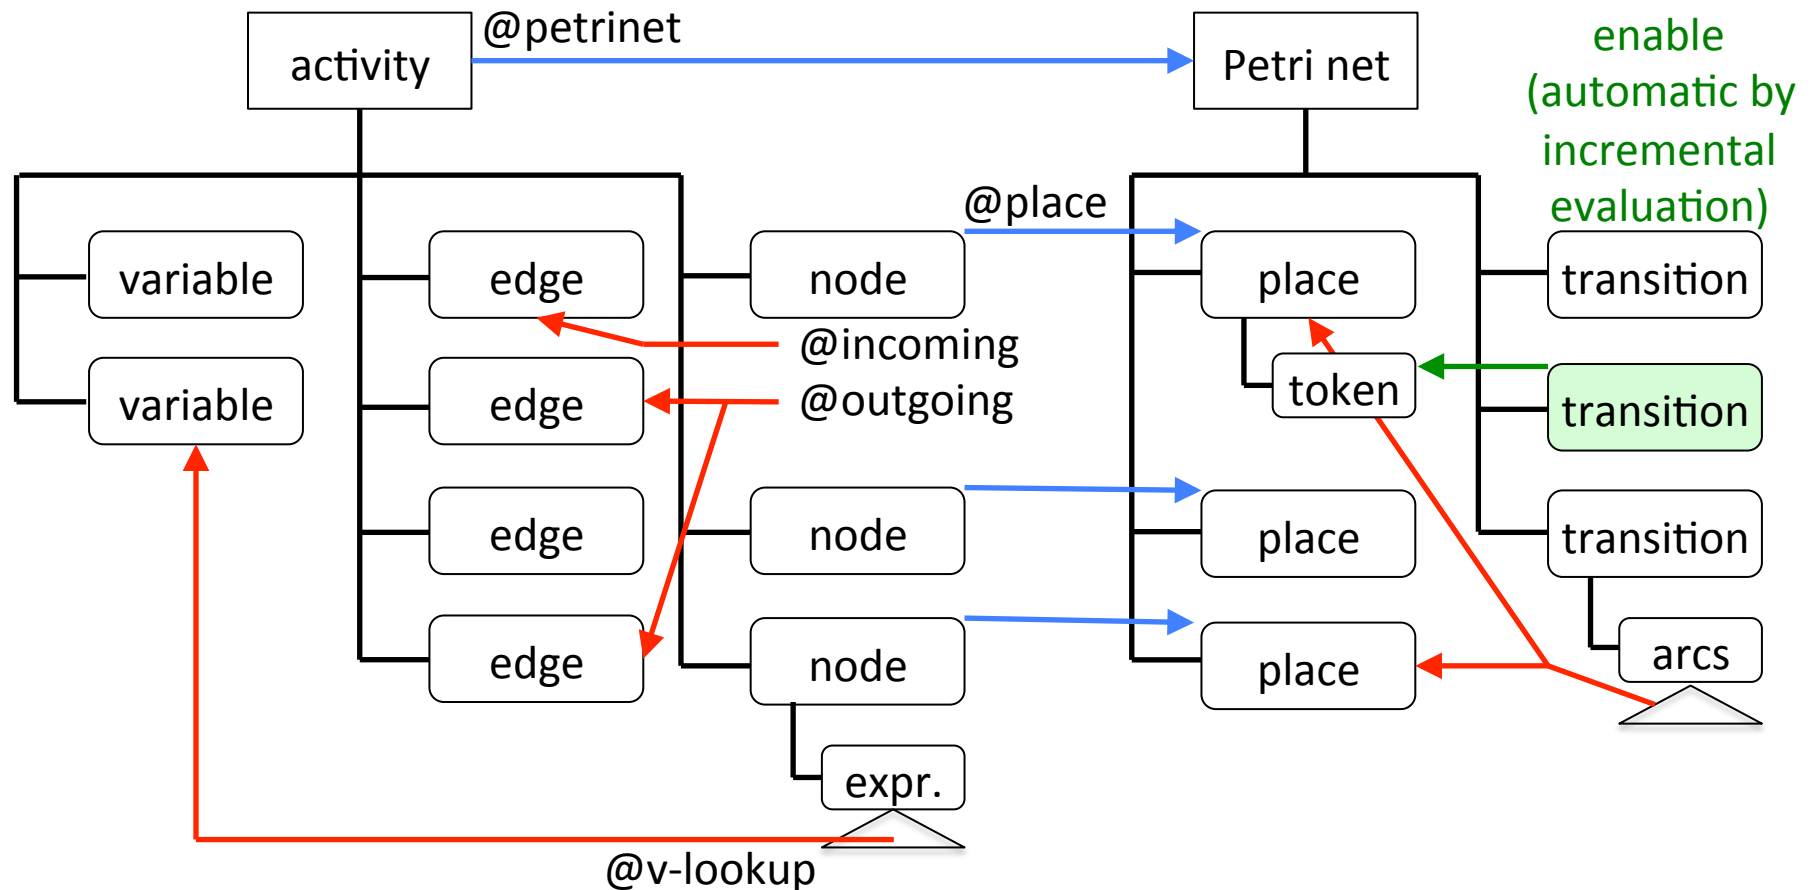 @petrinet
activity
Petri net
enable
(automatic by
incremental
evaluation)
@place
variable
edge
node
place
transition
@incoming
variable
edge
@outgoing
token
transition
edge
node
place
transition
edge
node
place
arcs
expr.
@v-lookup